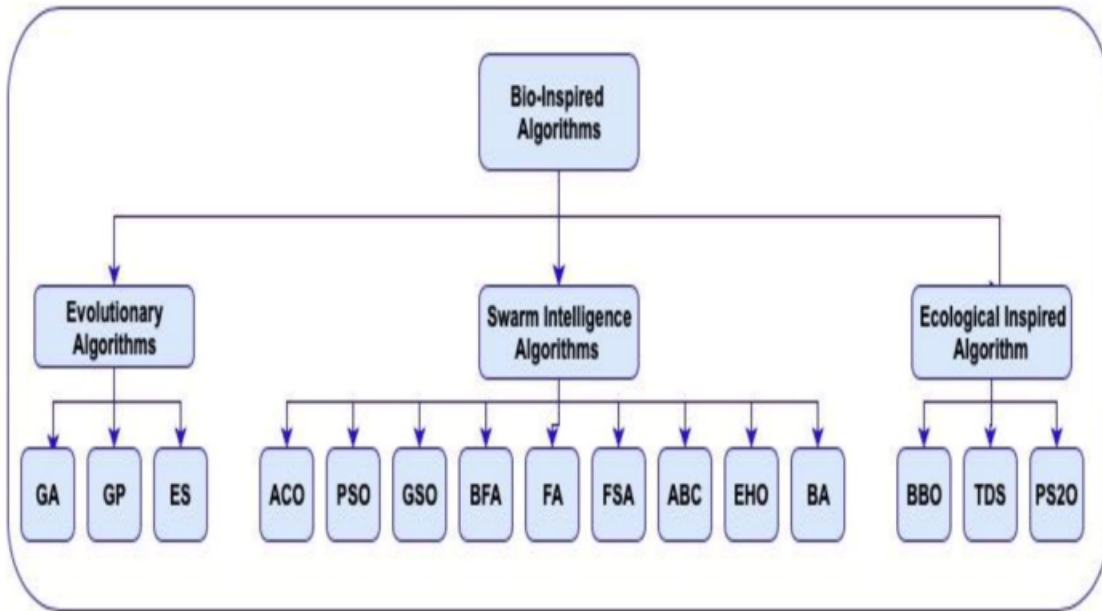 Bio-Inspired
Algorithms
Evolutionary
Algorithms
Swarm Intelligence
Algorithms
Ecological Inspired
Algorithm
GA
GP
ES
ACO
PSO
GSO
BFA
FA
FSA
ABC
EHO
BA
BBO
TDS
PS2O